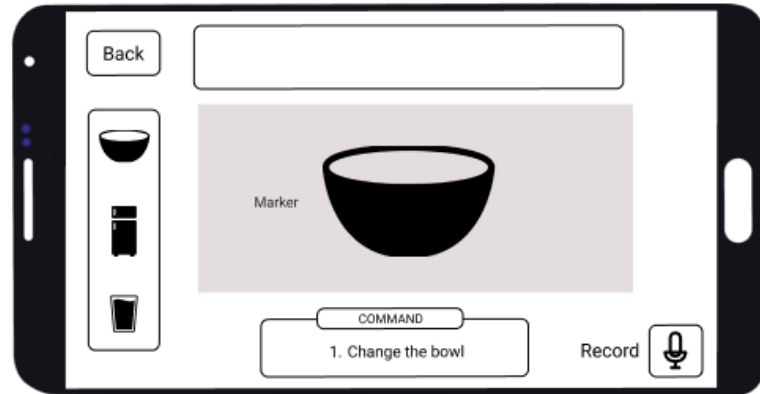 Back
Marker
COMMAND
1. Change the bowl
Record